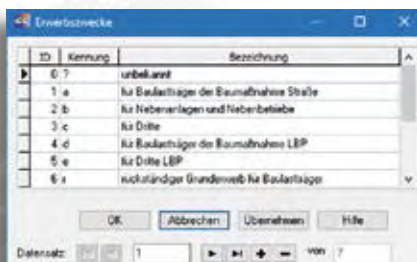 Erwerbszwecke
ID Kennung Bezeichnung
0 ? unbekannt
1 a für Baulastträger der Baumaßnahme Straße
2 b für Nebenanlagen und Nebenbetriebe
3 c für Dritte
4 d für Baulastträger der Baumaßnahme LBP
5 e für Dritte LBP
6 r rückständiger Grunderwerb für Baulastträger
OK Abbrechen Übernehmen Hilfe
Datensatz: 1 von 7